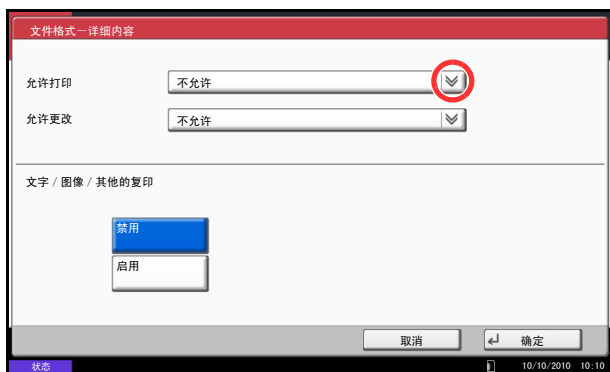 文件格式－详细内容
允许打印 不允许
允许更改 不允许
文字 / 图像 / 其他的复印
禁用
启用
取消 确定
状态 10/10/2010 10:10